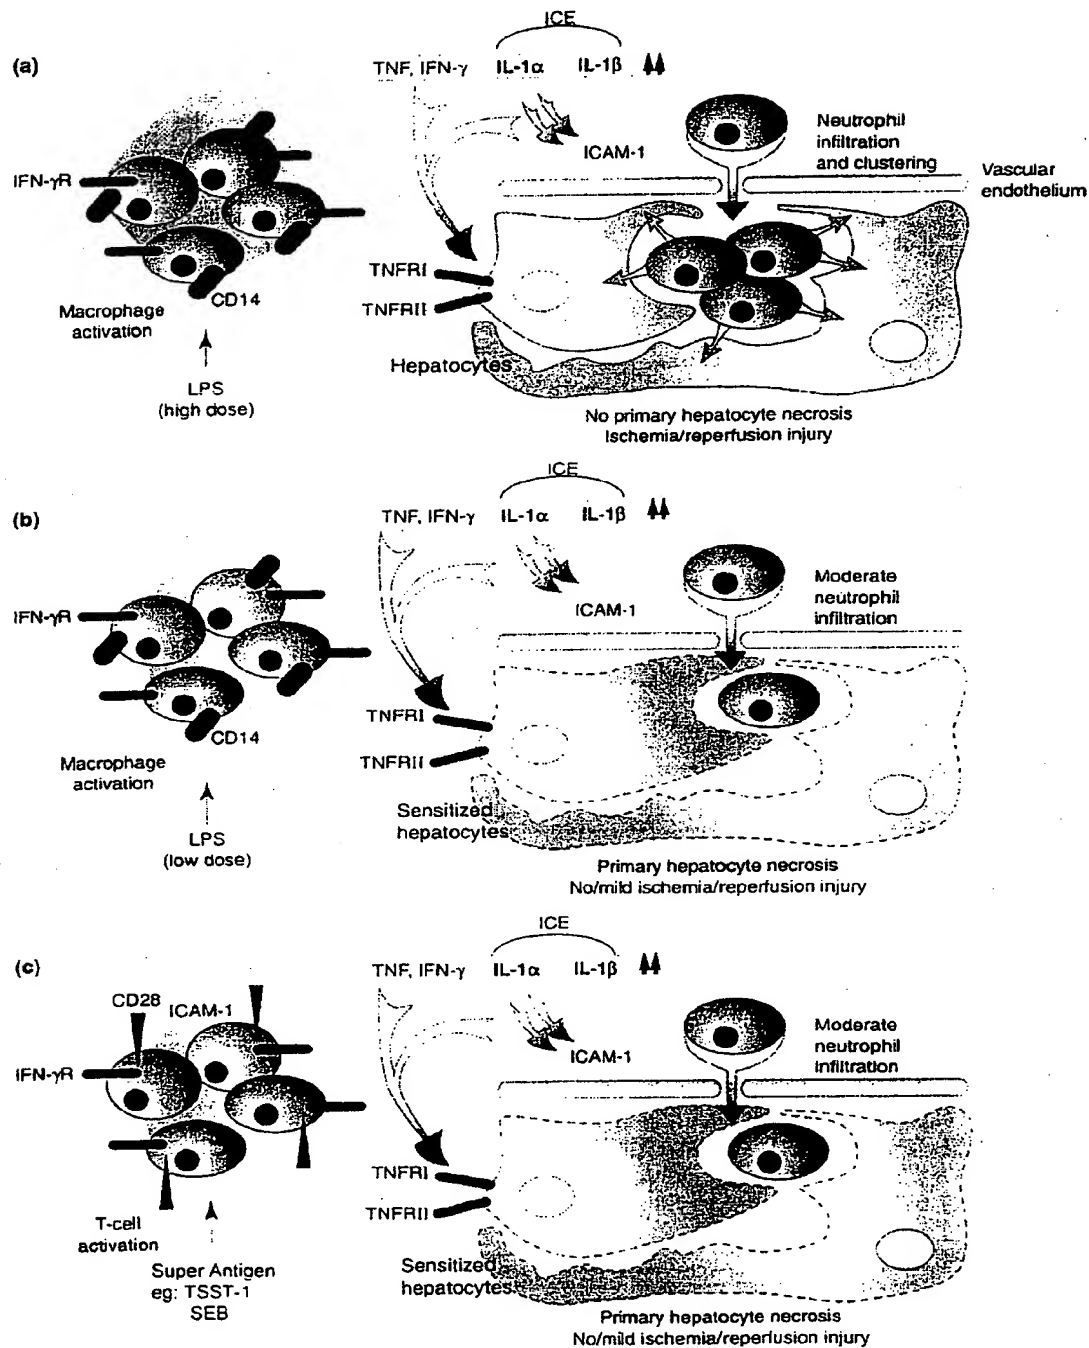 (a)
ICE
TNF, IFN-γ IL-1α IL-1β
ICAM-1
Neutrophil
infiltration
and clustering
Vascular
endothelium
IFN-γR
CD14
Macrophage
activation
LPS
(high dose)
TNFRI
TNFRII
Hepatocytes
No primary hepatocyte necrosis
Ischemia/reperfusion injury
(b)
ICE
TNF, IFN-γ IL-1α IL-1β
ICAM-1
Moderate
neutrophil
infiltration
IFN-γR
CD14
Macrophage
activation
LPS
(low dose)
TNFRI
TNFRII
Sensitized
hepatocytes
Primary hepatocyte necrosis
No/mild ischemia/reperfusion injury
(c)
ICE
TNF, IFN-γ IL-1α IL-1β
ICAM-1
Moderate
neutrophil
infiltration
CD28
ICAM-1
IFN-γR
T-cell
activation
Super Antigen
eg: TSST-1
SEB
TNFRI
TNFRII
Sensitized
hepatocytes
Primary hepatocyte necrosis
No/mild ischemia/reperfusion injury